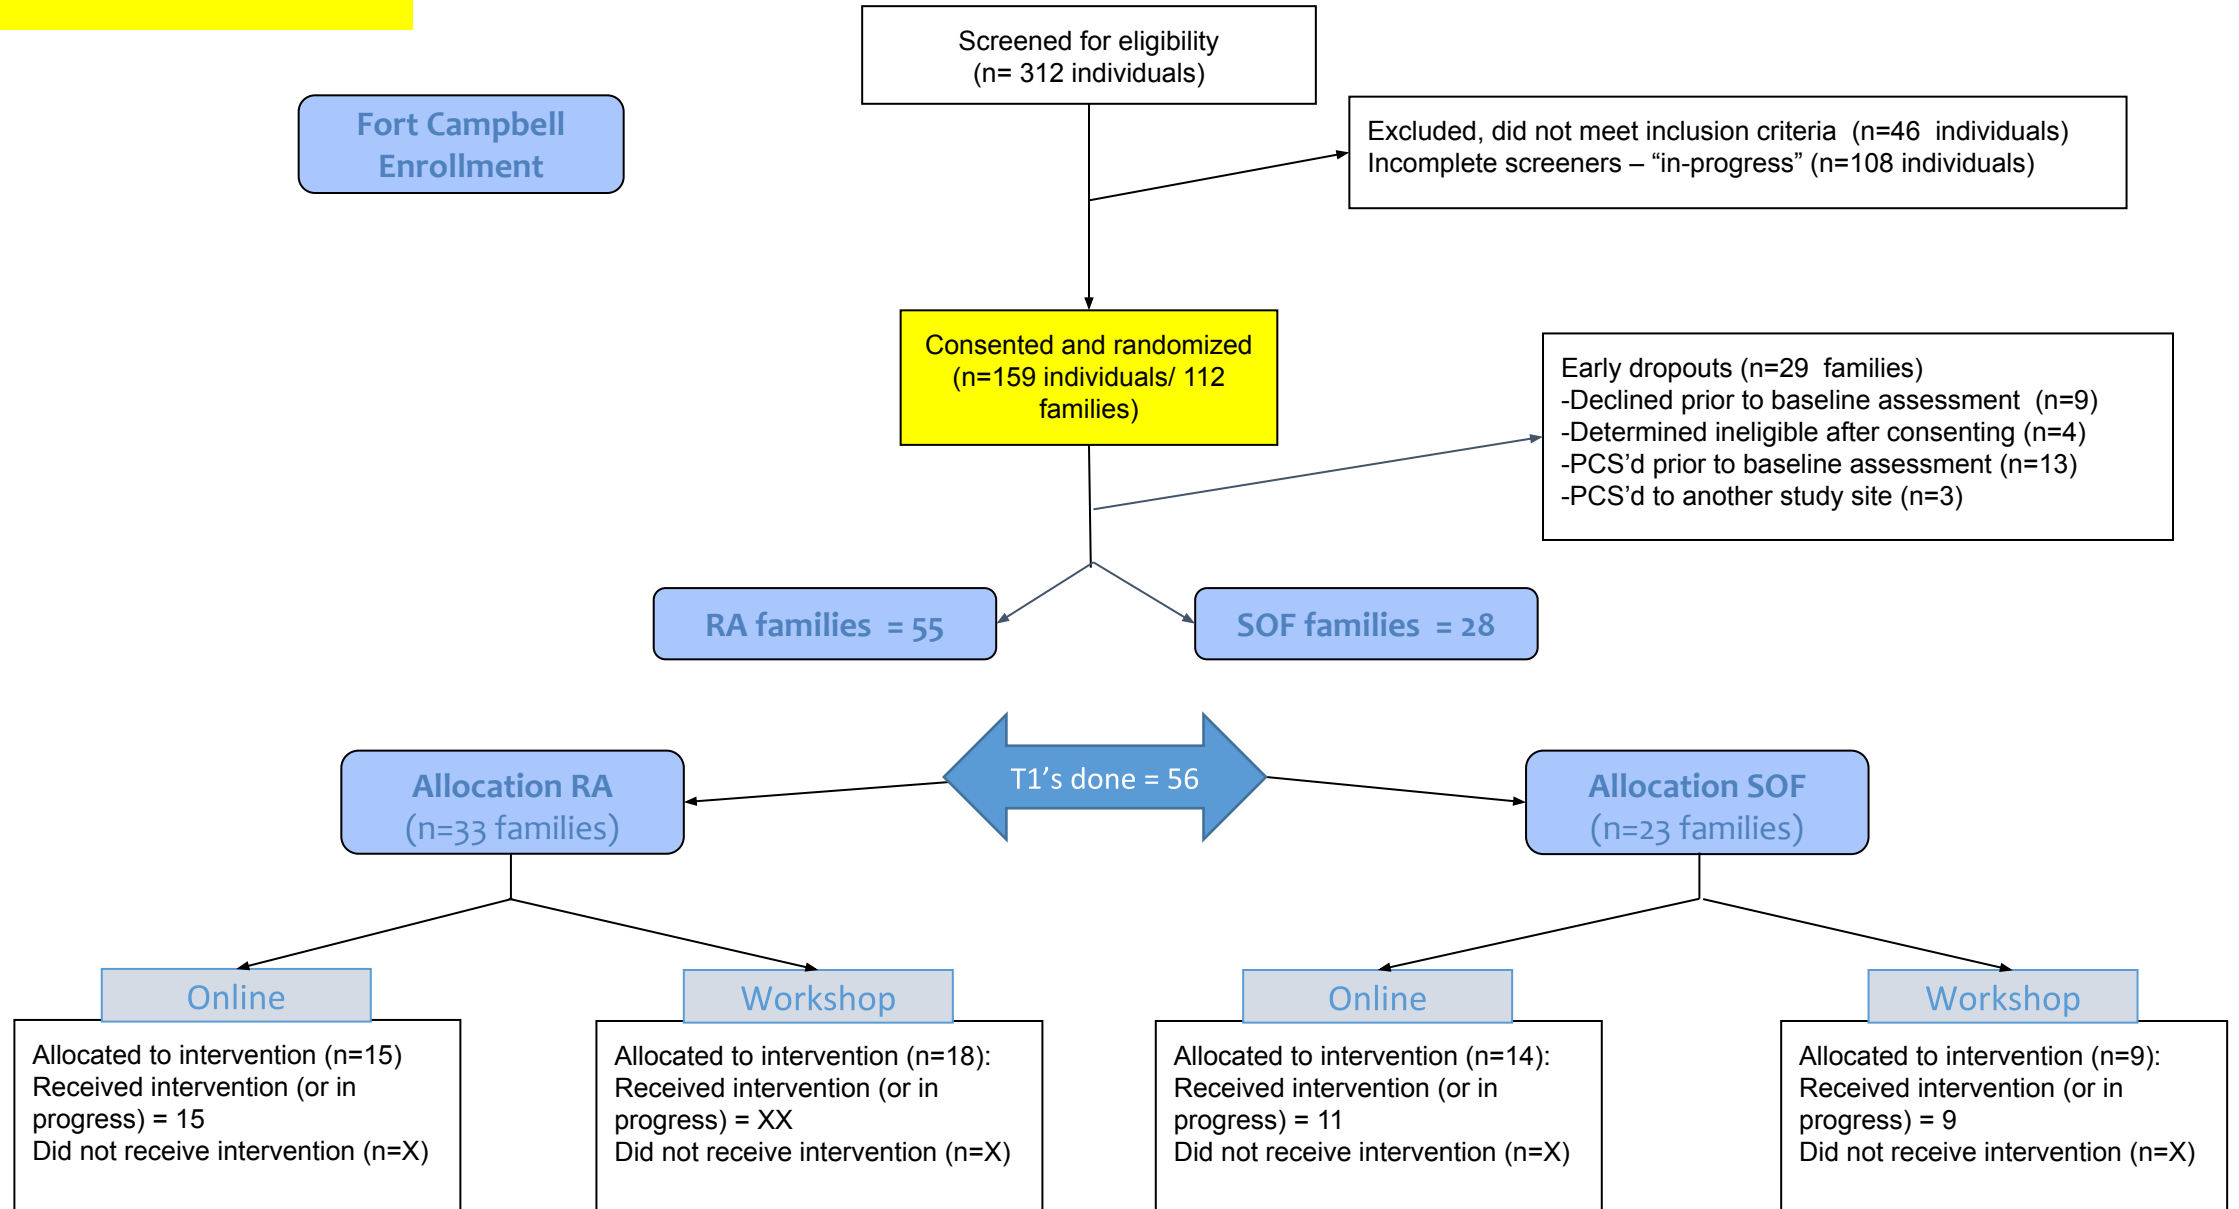 Screened for eligibility
(n= 312 individuals)
Fort Campbell
Enrollment
Excluded, did not meet inclusion criteria  (n=46  individuals)
Incomplete screeners – “in-progress” (n=108 individuals)
Consented and randomized
(n=159 individuals/ 112
families)
Early dropouts (n=29  families)
-Declined prior to baseline assessment  (n=9)
-Determined ineligible after consenting (n=4)
-PCS’d prior to baseline assessment (n=13)
-PCS’d to another study site (n=3)
RA families  = 55
SOF families  = 28
T1’s done = 56
Allocation RA
(n=33 families)
Allocation SOF
(n=23 families)
Online
Allocated to intervention (n=15)
Received intervention (or in
progress) = 15
Did not receive intervention (n=X)
Workshop
Allocated to intervention (n=18):
Received intervention (or in
progress) = XX
Did not receive intervention (n=X)
Online
Allocated to intervention (n=14):
Received intervention (or in
progress) = 11
Did not receive intervention (n=X)
Workshop
Allocated to intervention (n=9):
Received intervention (or in
progress) = 9
Did not receive intervention (n=X)